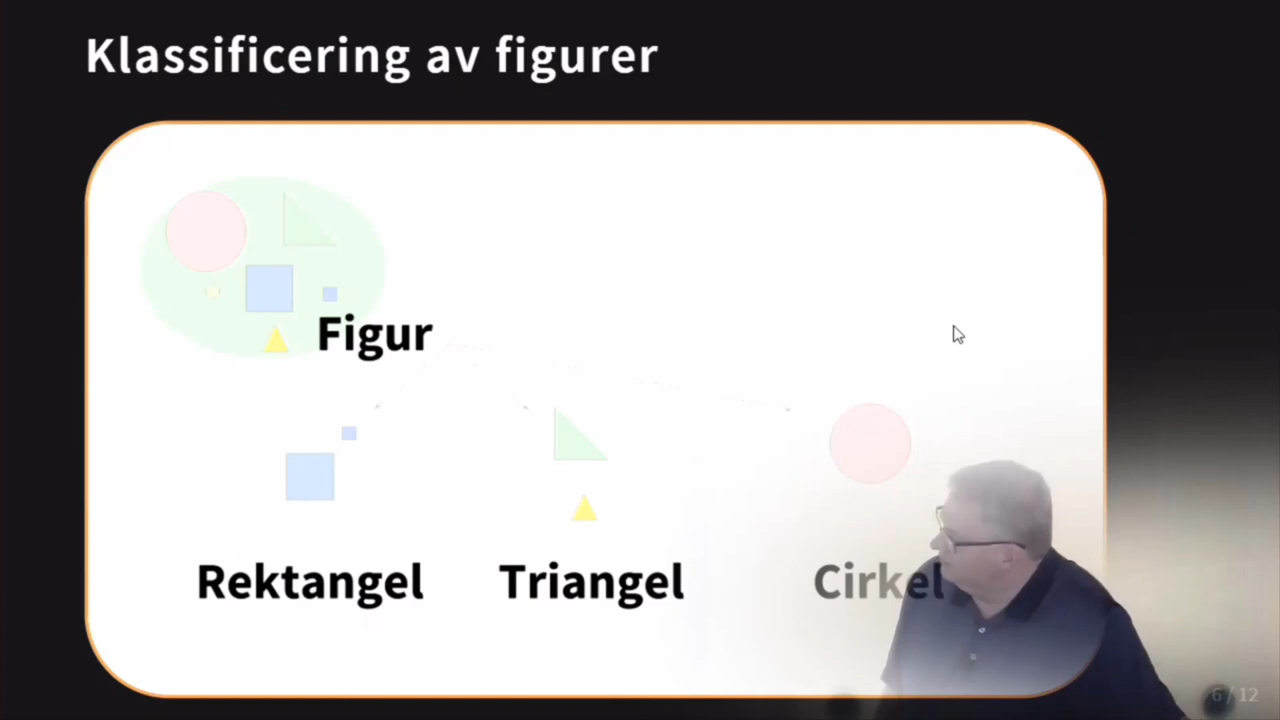 Klassificering av figurer
Figur
Rektangel
Triangel
Cirkel
6 / 12